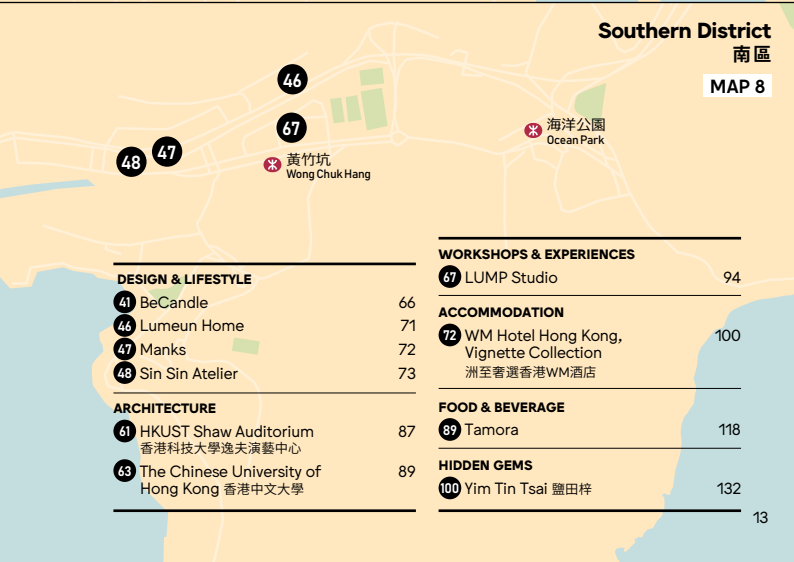 Southern District
南區
MAP 8
46
67
48
47
黃竹坑
Wong Chuk Hang
海洋公園
Ocean Park
DESIGN & LIFESTYLE
41 BeCandle 66
46 Lumeun Home 71
47 Manks 72
48 Sin Sin Atelier 73
ARCHITECTURE
61 HKUST Shaw Auditorium 87
香港科技大學逸夫演藝中心
63 The Chinese University of 89
Hong Kong 香港中文大學
WORKSHOPS & EXPERIENCES
67 LUMP Studio 94
ACCOMMODATION
72 WM Hotel Hong Kong, 100
Vignette Collection
洲至奢選香港WM酒店
FOOD & BEVERAGE
89 Tamora 118
HIDDEN GEMS
100 Yim Tin Tsai 鹽田梓 132
13